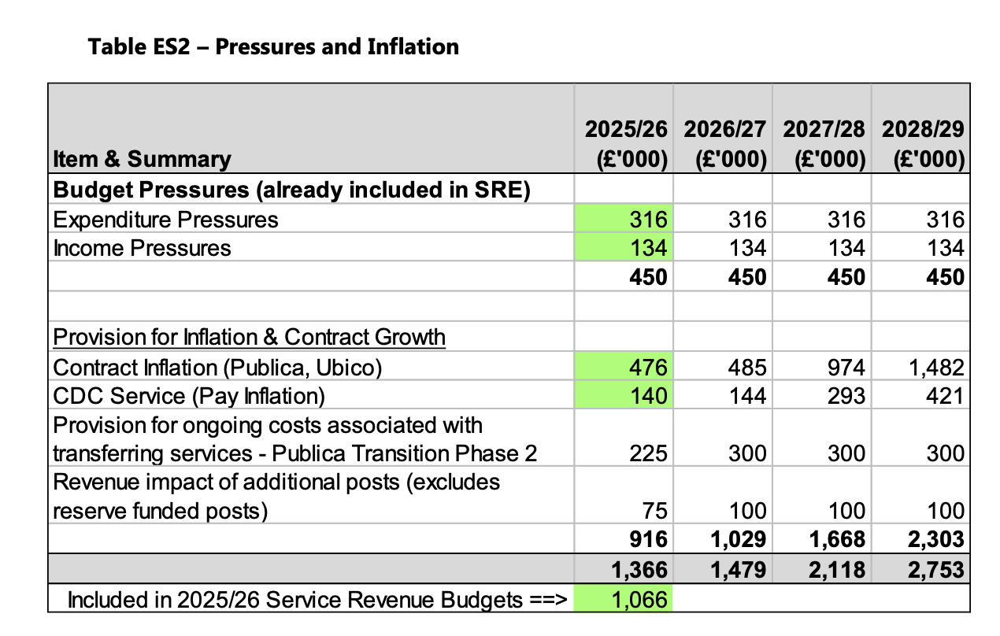 Table ES2 – Pressures and Inflation
2025/26 2026/27 2027/28 2028/29
Item & Summary (£'000) (£'000) (£'000) (£'000)
Budget Pressures (already included in SRE)
Expenditure Pressures 316 316 316 316
Income Pressures 134 134 134 134
450 450 450 450
Provision for Inflation & Contract Growth
Contract Inflation (Publica, Ubico) 476 485 974 1,482
CDC Service (Pay Inflation) 140 144 293 421
Provision for ongoing costs associated with
transferring services - Publica Transition Phase 2 225 300 300 300
Revenue impact of additional posts (excludes
reserve funded posts) 75 100 100 100
916 1,029 1,668 2,303
1,366 1,479 2,118 2,753
Included in 2025/26 Service Revenue Budgets ==> 1,066